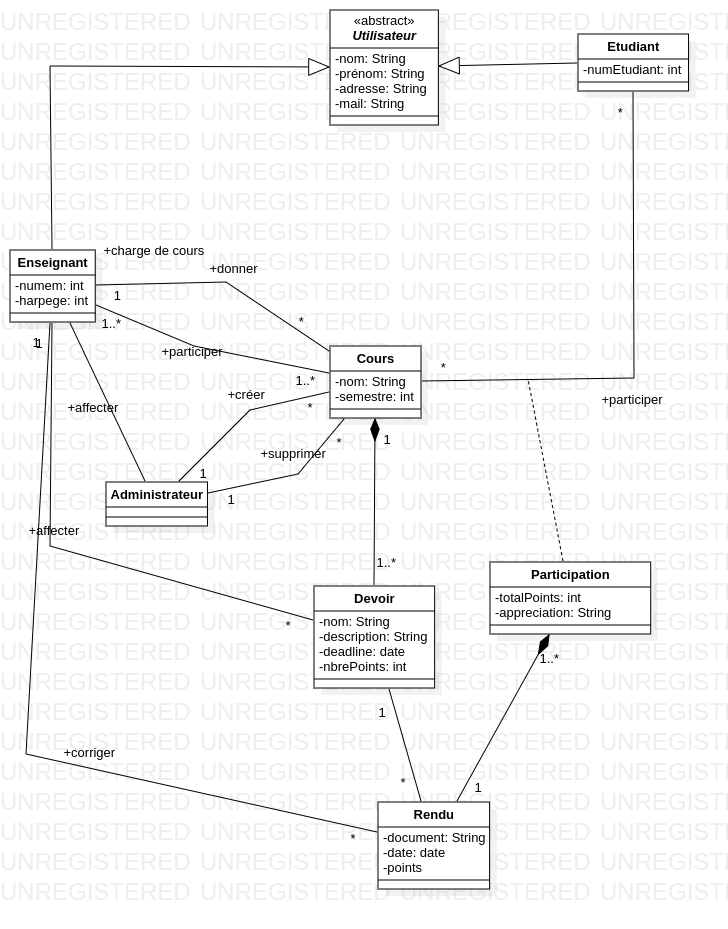 «abstract»
Utilisateur
-nom: String
-prénom: String
-adresse: String
-mail: String
Etudiant
-numEtudiant: int
*
Enseignant
-numem: int
-harpege: int
+charge de cours
+donner
1
*
1..*
+participer
1..*
1
1
Cours
-nom: String
-semestre: int
*
+participer
+créer
*
+affecter
+supprimer
*
1
1
1
Administrateur
+affecter
*
1..*
Devoir
-nom: String
-description: String
-deadline: date
-nbrePoints: int
Participation
-totalPoints: int
-appreciation: String
1..*
1
*
1
+corriger
*
Rendu
-document: String
-date: date
-points
UNREGISTERED